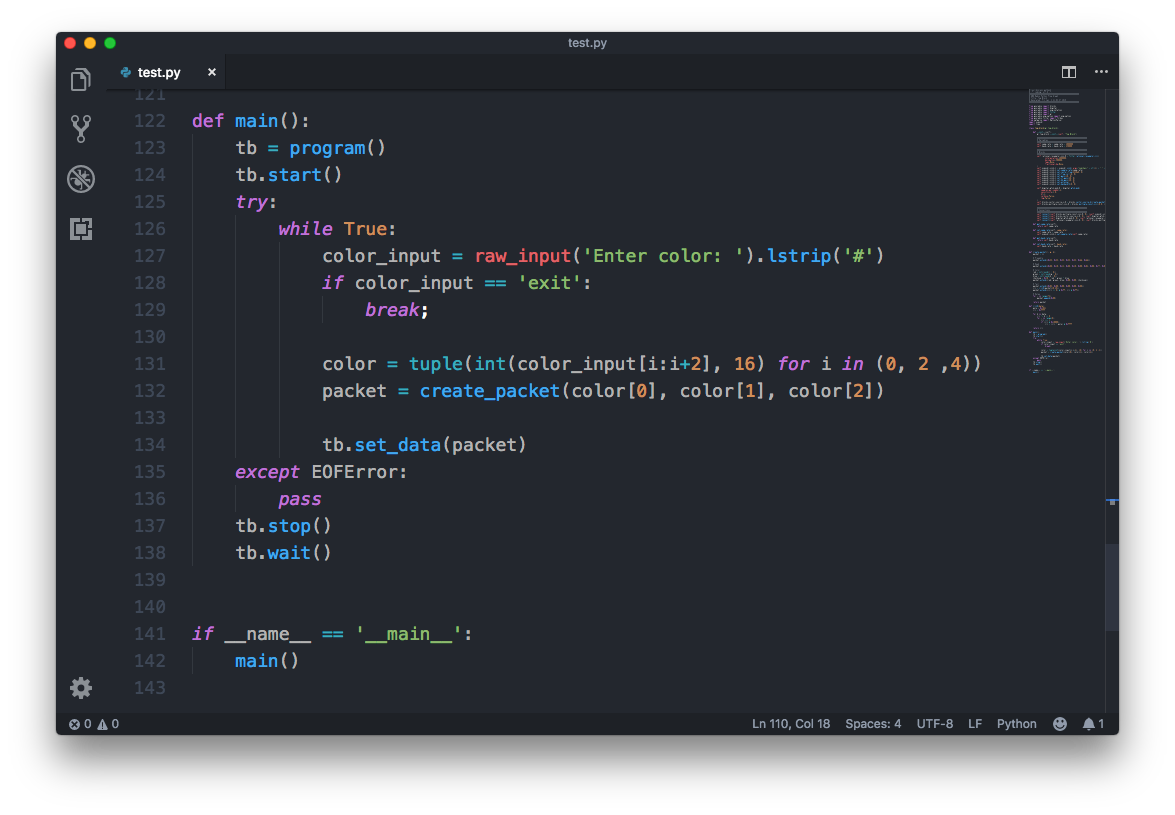 test.py
test.py ×
121
122 def main():
123     tb = program()
124     tb.start()
125     try:
126         while True:
127             color_input = raw_input('Enter color: ').lstrip('#')
128             if color_input == 'exit':
129                 break;
130
131             color = tuple(int(color_input[i:i+2], 16) for i in (0, 2 ,4))
132             packet = create_packet(color[0], color[1], color[2])
133
134             tb.set_data(packet)
135     except EOFError:
136         pass
137     tb.stop()
138     tb.wait()
139
140
141 if __name__ == '__main__':
142     main()
143
0 0 Ln 110, Col 18 Spaces: 4 UTF-8 LF Python 1